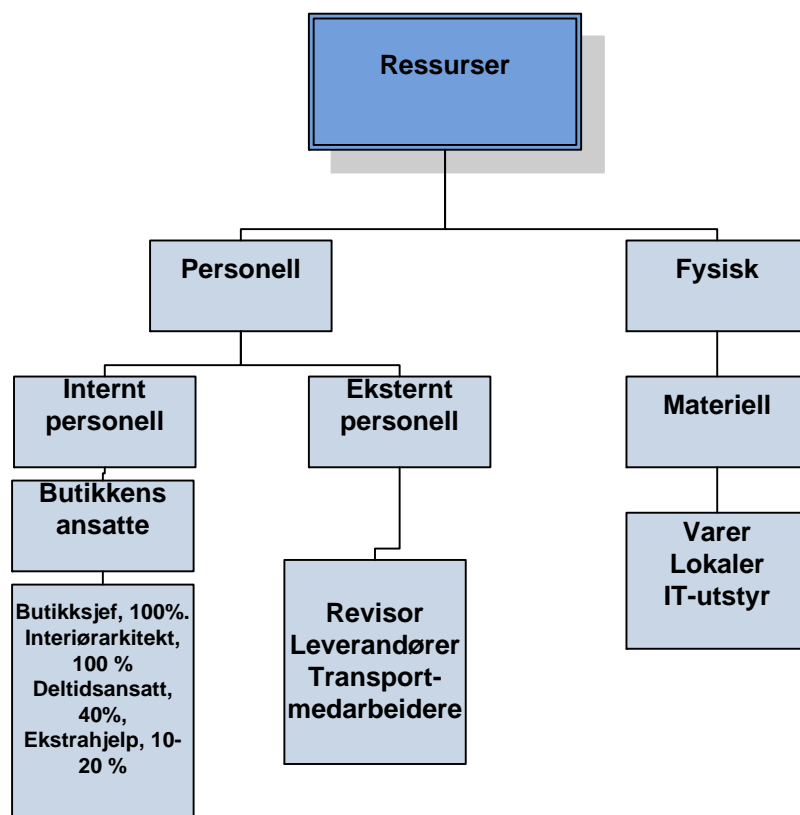 Ressurser
Personell
Fysisk
Internt
personell
Eksternt
personell
Materiell
Butikkens
ansatte
Varer
Lokaler
IT-utstyr
Butikksjef, 100%.
Interiørarkitekt,
100 %
Deltidsansatt,
40%,
Ekstrahjelp, 10-
20 %
Revisor
Leverandører
Transport-
medarbeidere